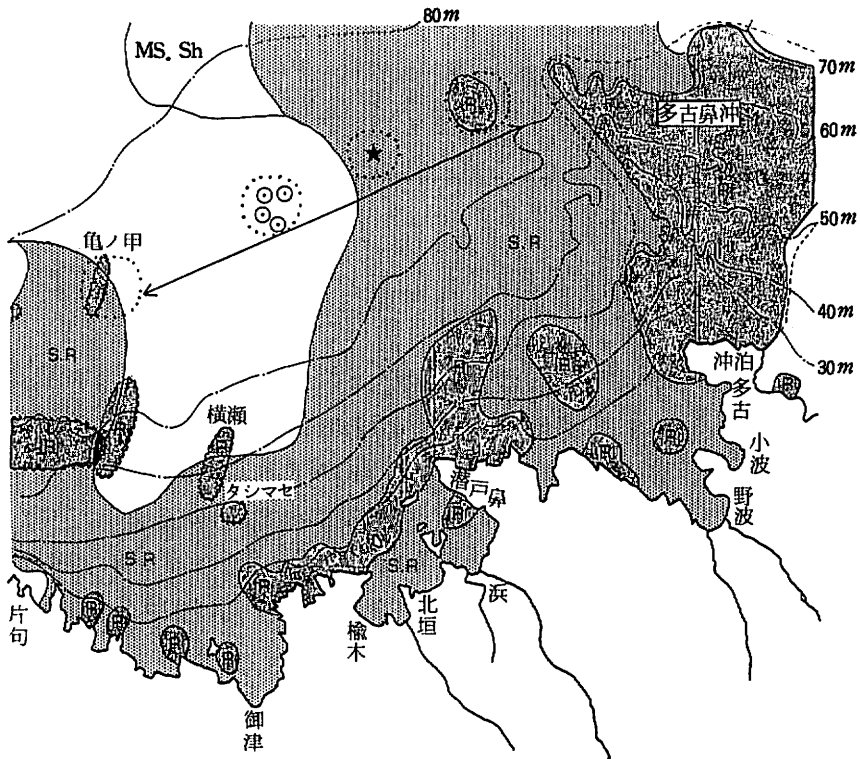 80m
MS. Sh
70m
多古鼻沖
60m
R
★
50m
亀ノ甲
S.R
R
40m
S.R
沖泊
30m
R
R
多古
R
横瀬
R
小波
タシマセ
潜戸鼻
R
野波
S.R
R
S.R
浜
北垣
楡木
片句
R
R
R
R
御津